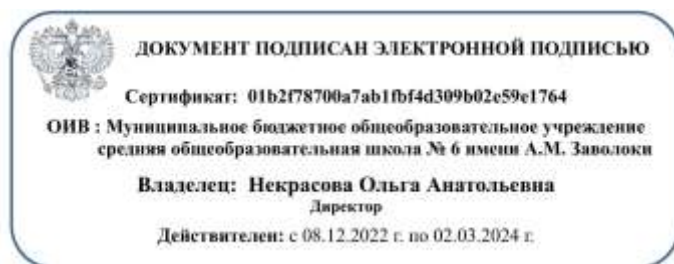 ДОКУМЕНТ ПОДПИСАН ЭЛЕКТРОННОЙ ПОДПИСЬЮ
Сертификат: 01b2f78700a7ab1fbf4d309b02e59e1764
ОИВ : Муниципальное бюджетное общеобразовательное учреждение
средняя общеобразовательная школа № 6 имени А.М. Заволоки
Владелец: Некрасова Ольга Анатольевна
Директор
Действителен: с 08.12.2022 г. по 02.03.2024 г.